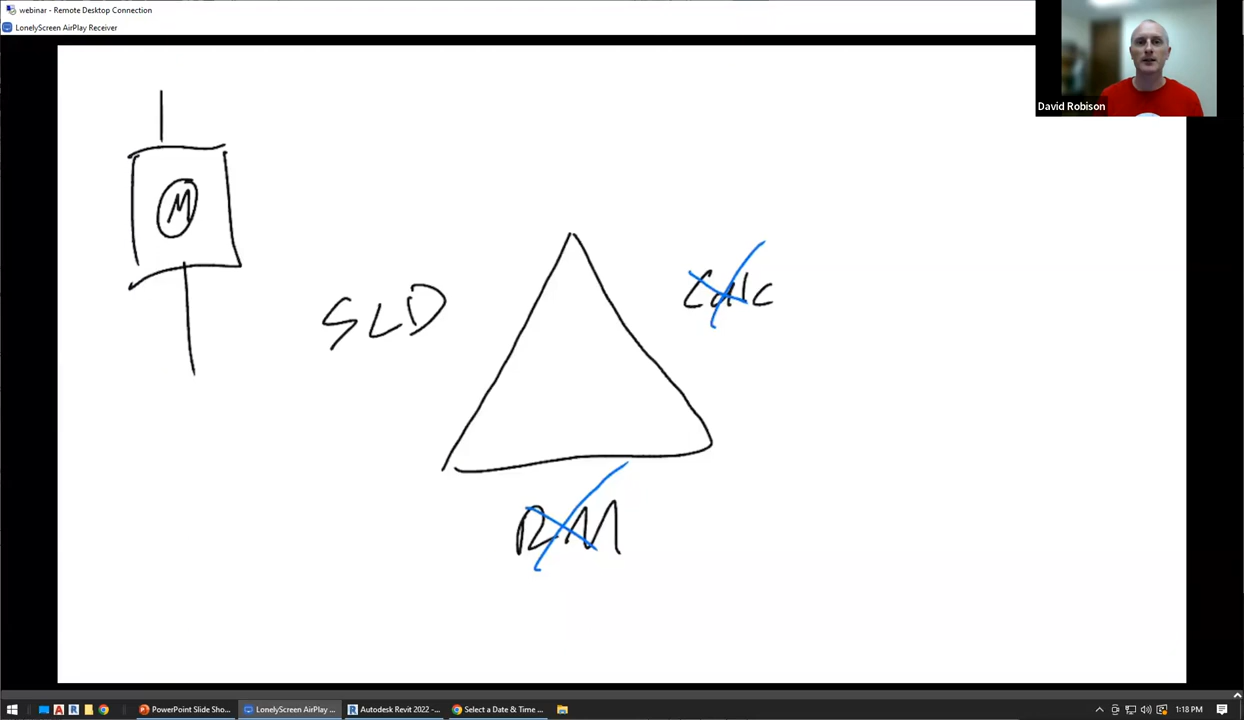 webinar - Remote Desktop Connection
LonelyScreen AirPlay Receiver
David Robison
M
SLD
Calc
PowerPoint Slide Sho...
LonelyScreen AirPlay ...
Autodesk Revit 2022 -...
Select a Date & Time ...
1:18 PM